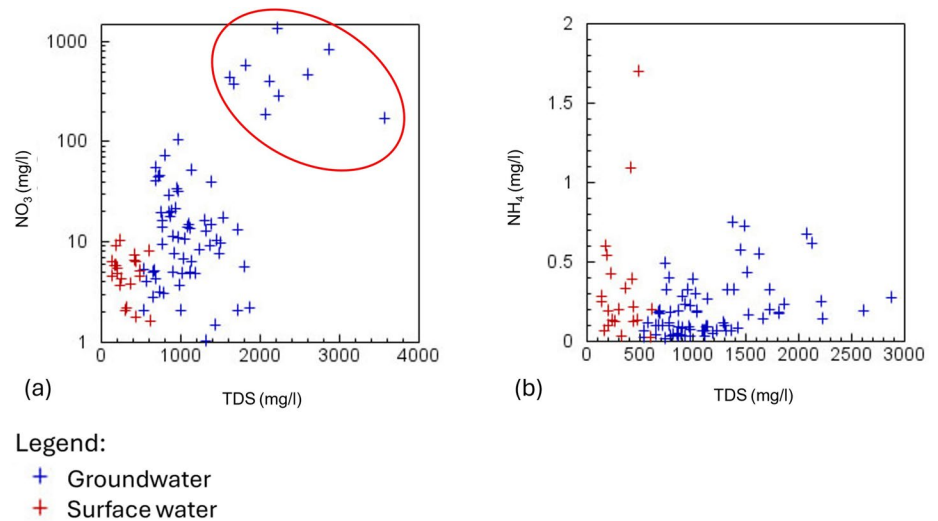 1000
100
10
1
NO3 (mg/l)
0 1000 2000 3000 4000
(a)
TDS (mg/l)
2
1.5
1
0.5
0
NH4 (mg/l)
0 500 1000 1500 2000 2500 3000
(b)
TDS (mg/l)
Legend:
Groundwater
Surface water